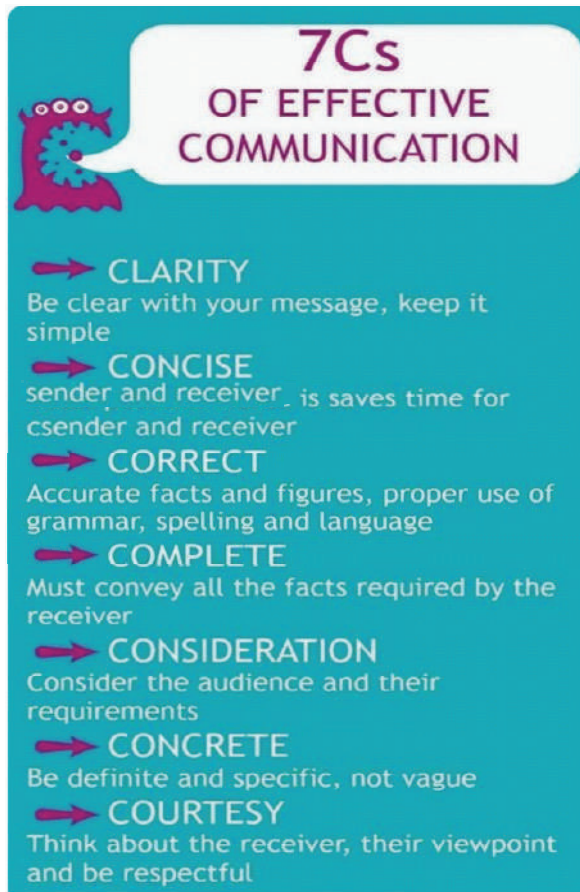 7Cs
OF EFFECTIVE
COMMUNICATION
CLARITY
Be clear with your message, keep it
simple
CONCISE
sender and receiver. is saves time for
csender and receiver
CORRECT
Accurate facts and figures, proper use of
grammar, spelling and language
COMPLETE
Must convey all the facts required by the
receiver
CONSIDERATION
Consider the audience and their
requirements
CONCRETE
Be definite and specific, not vague
COURTESY
Think about the receiver, their viewpoint
and be respectful